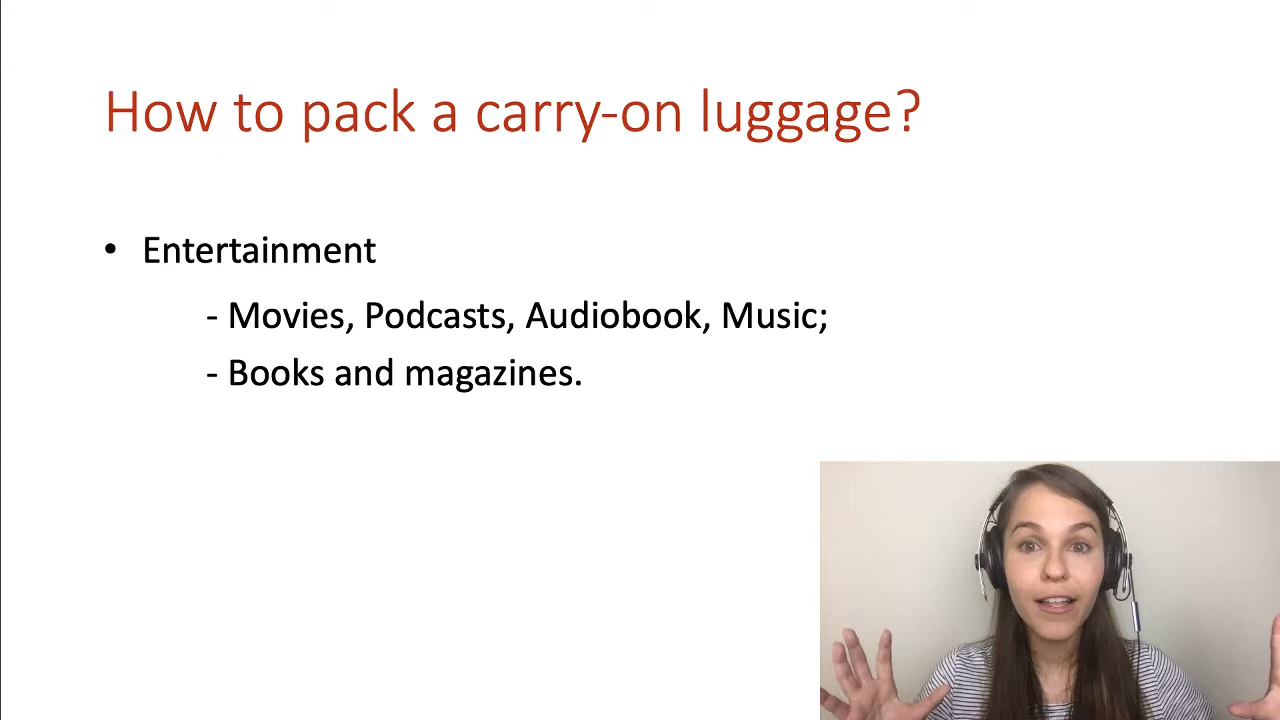 How to pack a carry-on luggage?
• Entertainment
- Movies, Podcasts, Audiobook, Music;
- Books and magazines.